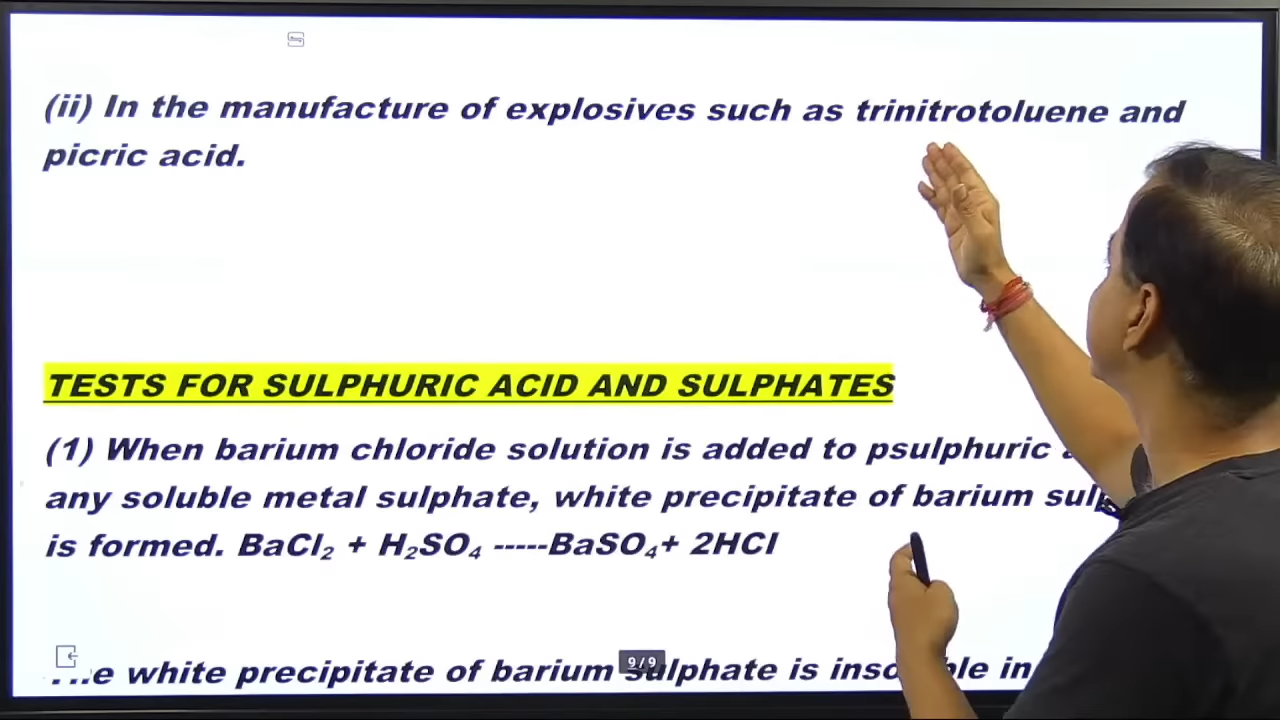 (ii) In the manufacture of explosives such as trinitrotoluene and
picric acid.
TESTS FOR SULPHURIC ACID AND SULPHATES
(1) When barium chloride solution is added to psulphuric
any soluble metal sulphate, white precipitate of barium
is formed. BaCl₂ + H₂SO₄ -----BaSO₄+ 2HCl
white precipitate of barium sulphate is in
9/9